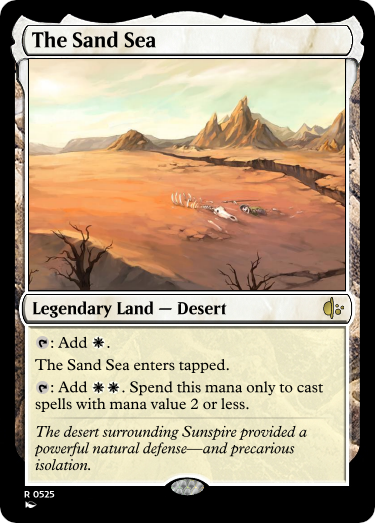 The Sand Sea
Legendary Land — Desert
: Add .
The Sand Sea enters tapped.
: Add . Spend this mana only to cast
spells with mana value 2 or less.
The desert surrounding Sunspire provided a
powerful natural defense—and precarious
isolation.
R 0525